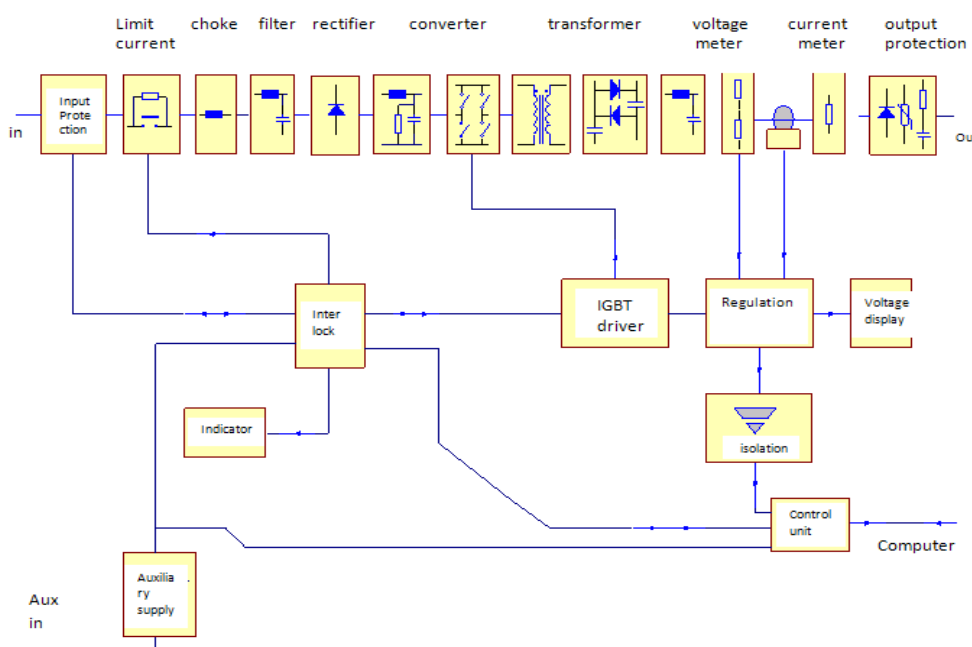 Limit current
choke
filter
rectifier
converter
transformer
voltage meter
current meter
output protection
in
Input
Prote
ction
Ou
Inter
lock
IGBT
driver
Regulation
Voltage
display
Indicator
isolation
Control
unit
Computer
Auxilia .
ry
supply
Aux
in